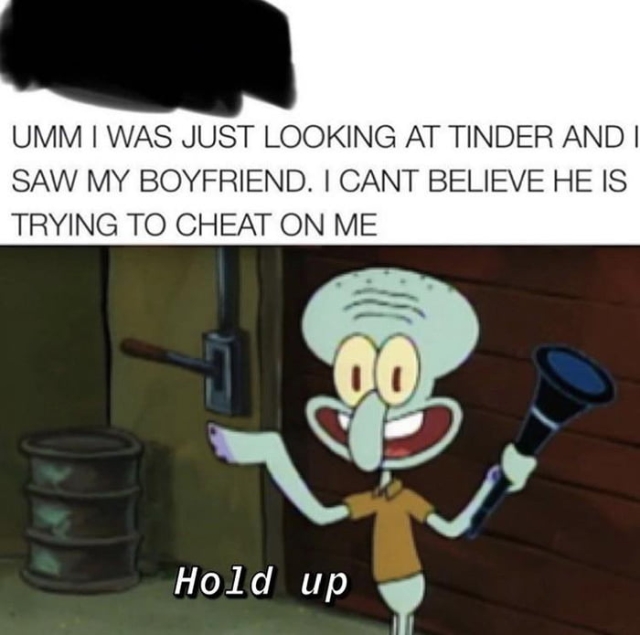 UMM I WAS JUST LOOKING AT TINDER AND I
SAW MY BOYFRIEND. I CANT BELIEVE HE IS
TRYING TO CHEAT ON ME
Hold up